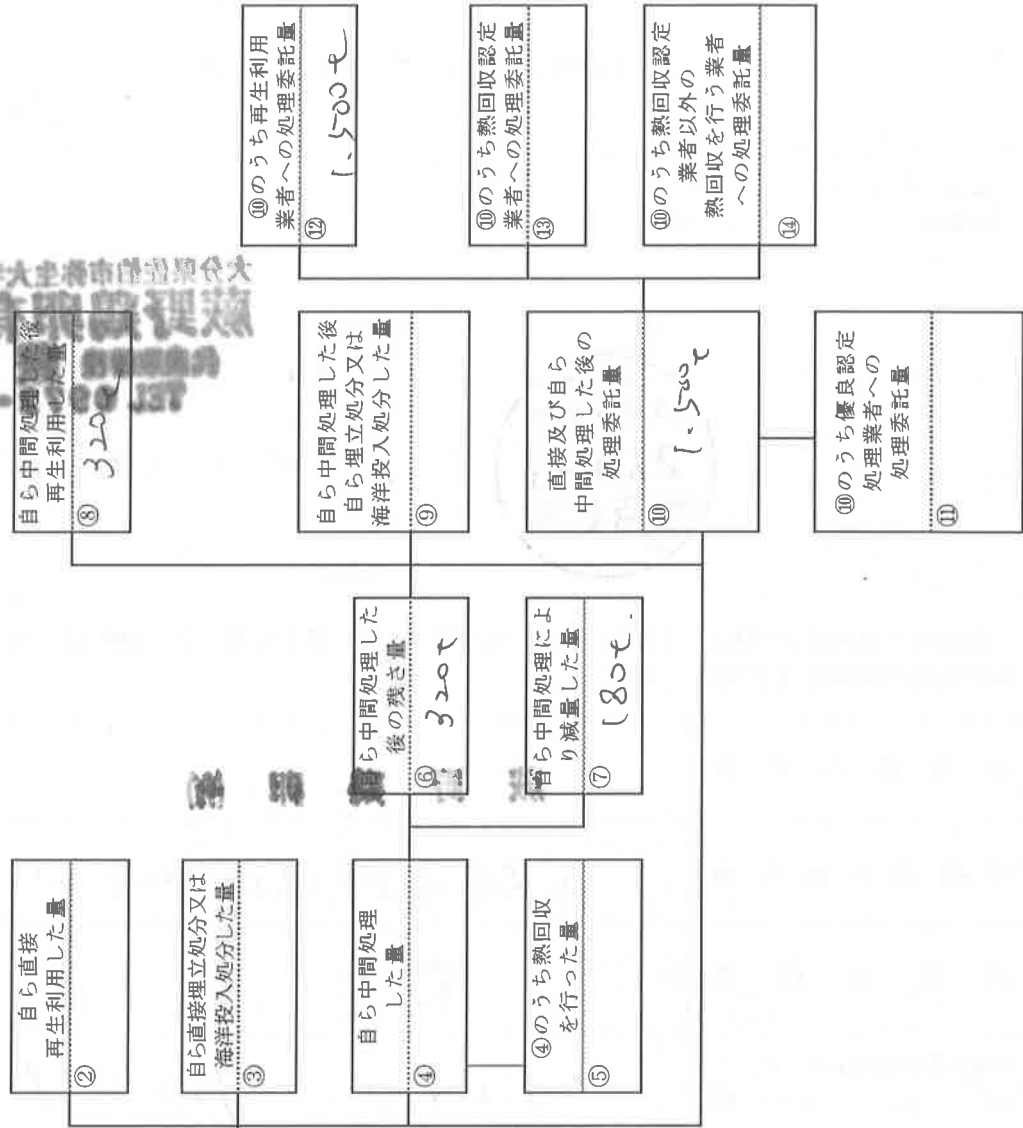 自ら直接
再生利用した量
②
自ら直接埋立処分又は
海洋投入処分した量
③
自ら中間処理
した量
④
④のうち熱回収
を行った量
⑤
自ら中間処理した
後の残さ量
⑥
320t
自ら中間処理によ
り減量した量
⑦
180t.
自ら中間処理した後
再生利用した量
⑧
320t
自ら中間処理した後
自ら埋立処分又は
海洋投入処分した量
⑨
直接及び自ら
中間処理した後の
処理委託量
⑩
1.500t
⑩のうち優良認定
処理業者への
処理委託量
⑪
⑩のうち再生利用
業者への処理委託量
⑫
1.500t
⑩のうち熱回収認定
業者への処理委託量
⑬
⑩のうち熱回収認定
業者以外の
熱回収を行う業者
への処理委託量
⑭
大分県佐伯市弥生大字
TEL